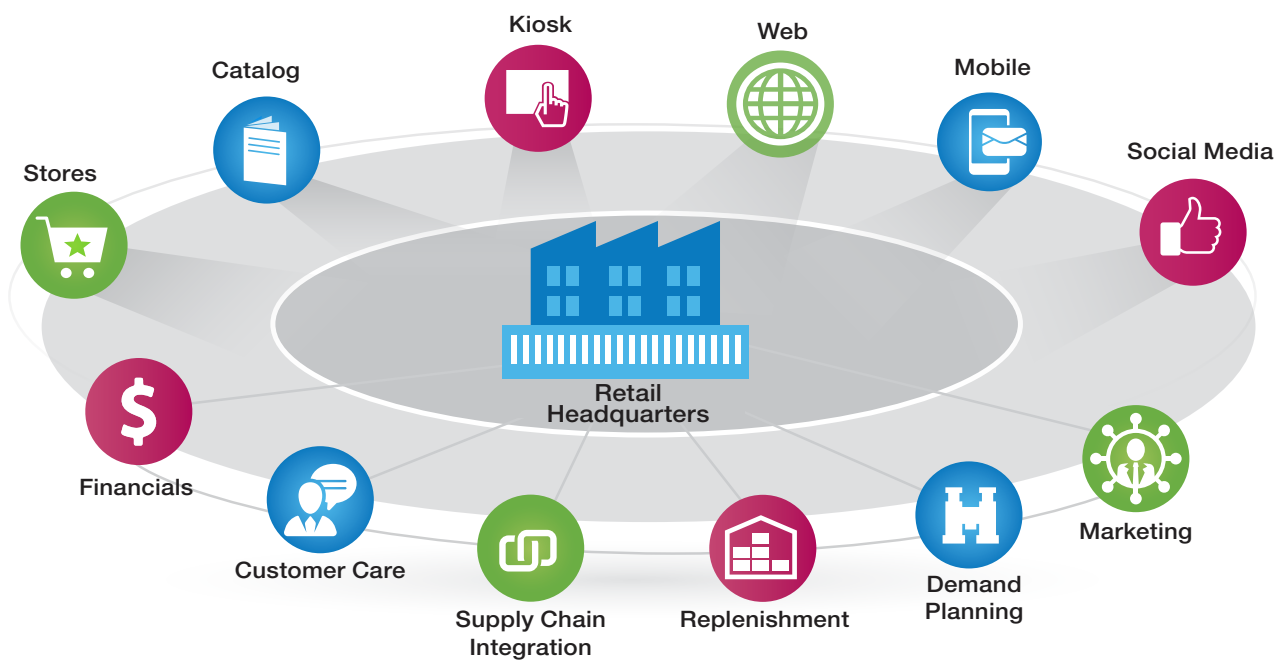 Kiosk
Web
Catalog
Mobile
Social Media
Stores
Retail
Headquarters
Financials
Customer Care
Supply Chain
Integration
Replenishment
Demand
Planning
Marketing
$